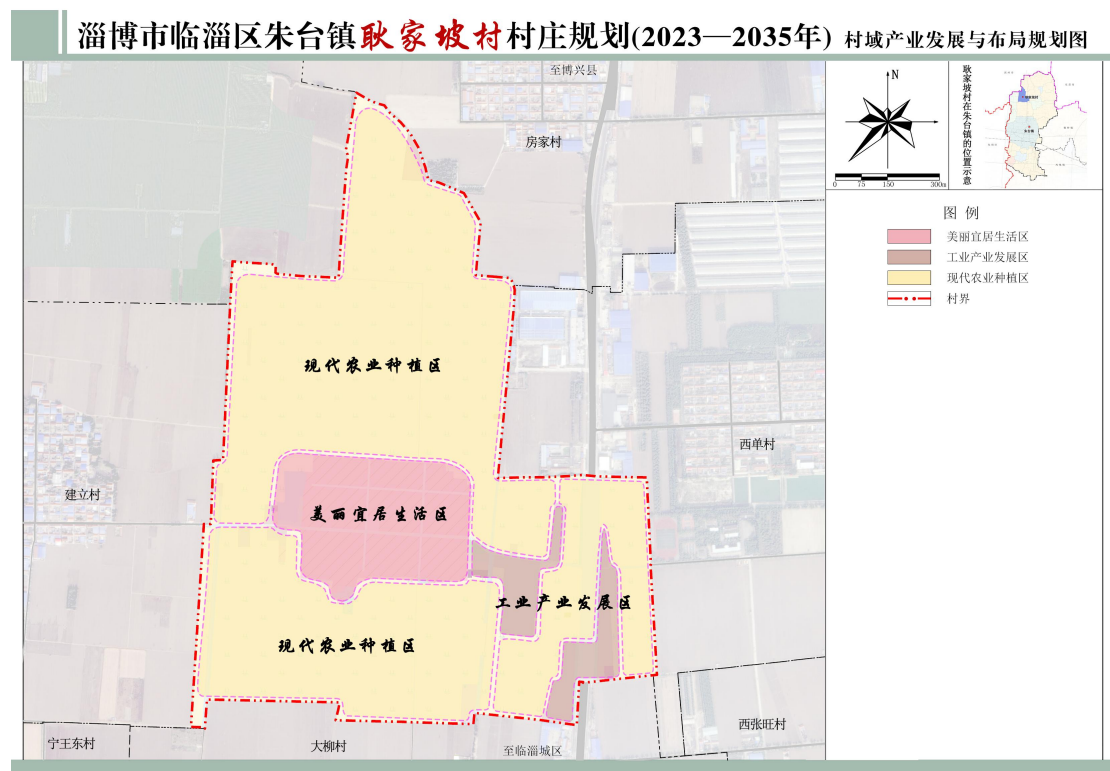 淄博市临淄区朱台镇耿家坡村村庄规划(2023—2035年) 村域产业发展与布局规划图
至博兴县
房家村
西单村
建立村
现代农业种植区
美丽宜居生活区
工业产业发展区
现代农业种植区
宁王东村
大柳村
至临淄城区
西张旺村
N
0 75 150 300m
耿家坡村在朱台镇的位置示意
图 例
美丽宜居生活区
工业产业发展区
现代农业种植区
村界